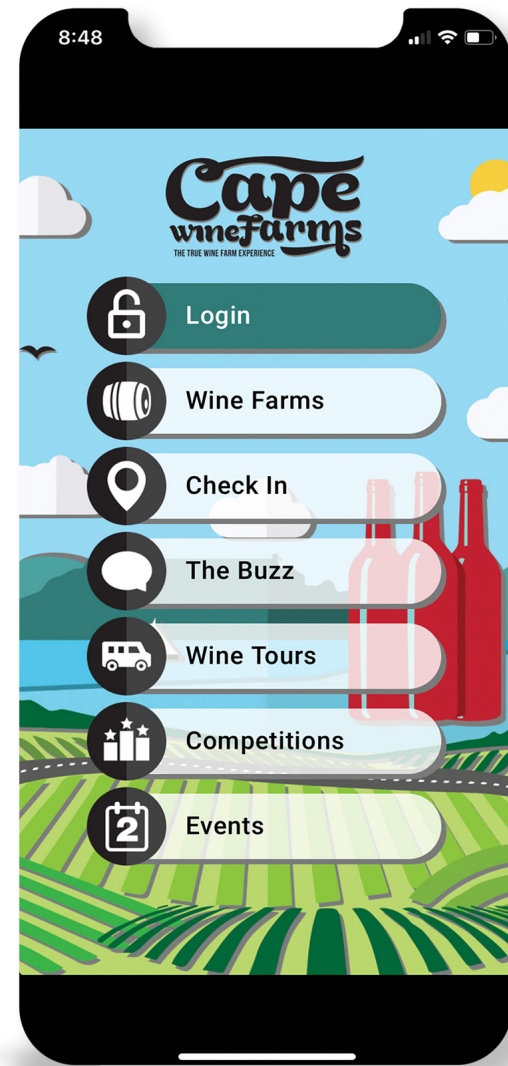 8:48
Cape
wineFarms
THE TRUE WINE FARM EXPERIENCE
Login
Wine Farms
Check In
The Buzz
Wine Tours
Competitions
2
Events